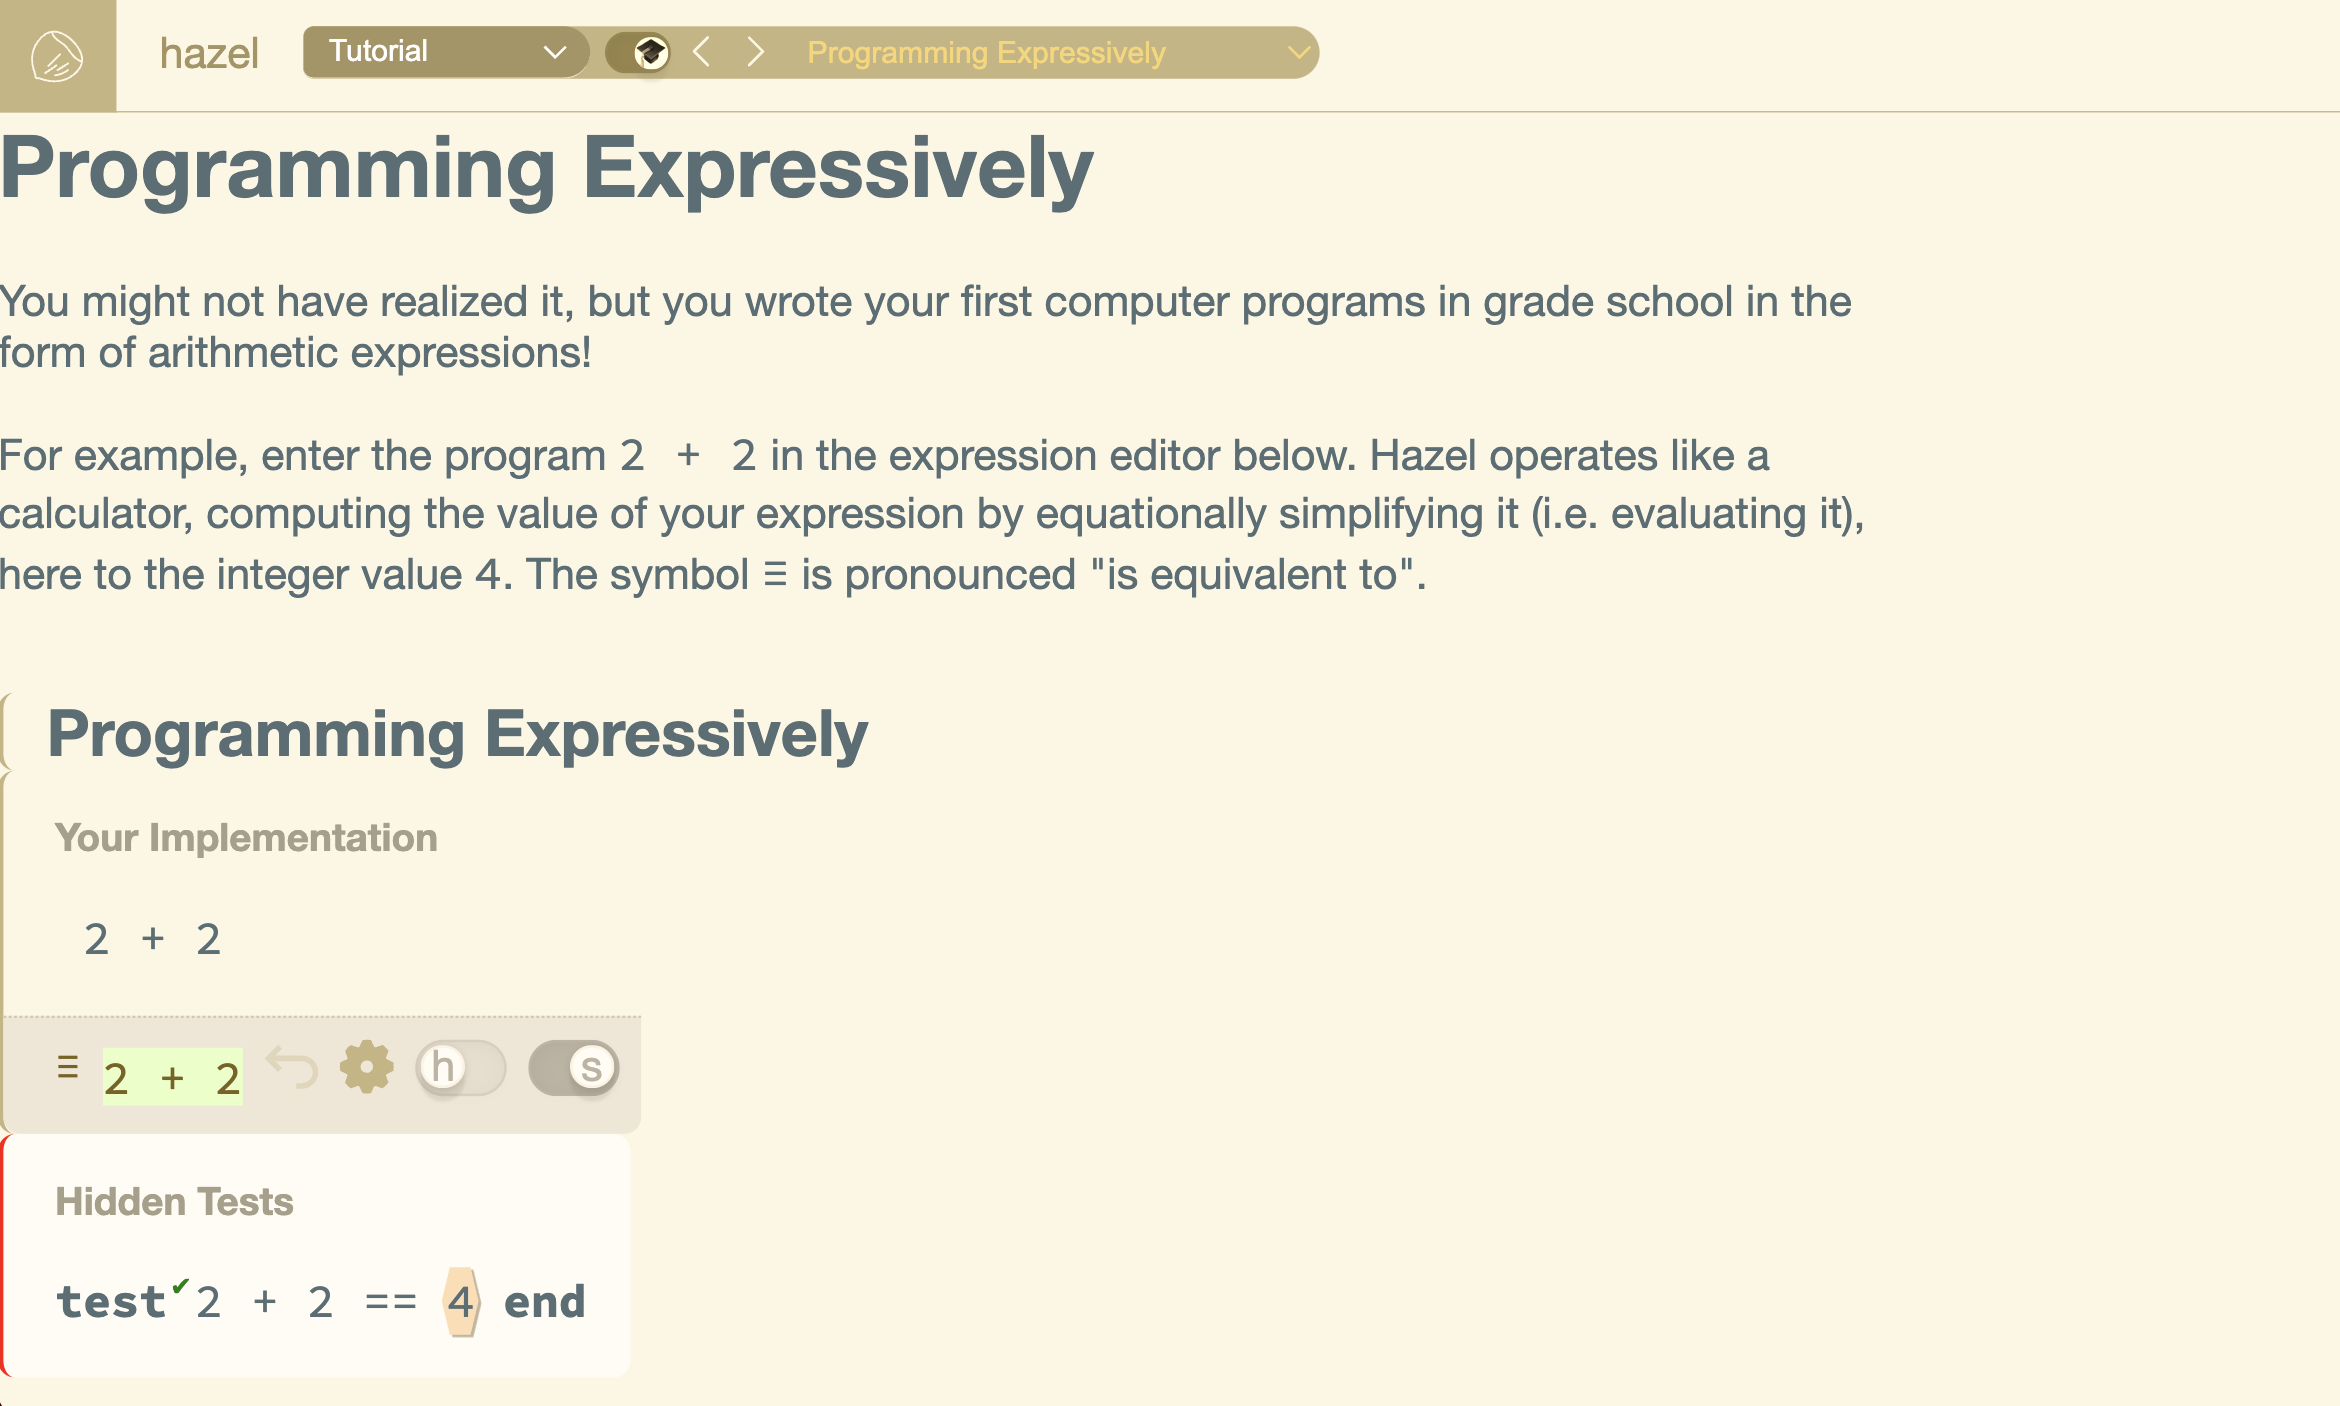 hazel Tutorial Programming Expressively
Programming Expressively
You might not have realized it, but you wrote your first computer programs in grade school in the
form of arithmetic expressions!
For example, enter the program 2 + 2 in the expression editor below. Hazel operates like a
calculator, computing the value of your expression by equationally simplifying it (i.e. evaluating it),
here to the integer value 4. The symbol ≡ is pronounced "is equivalent to".
Programming Expressively
Your Implementation
2 + 2
≡ 2 + 2 h s
Hidden Tests
test✔2 + 2 == 4 end